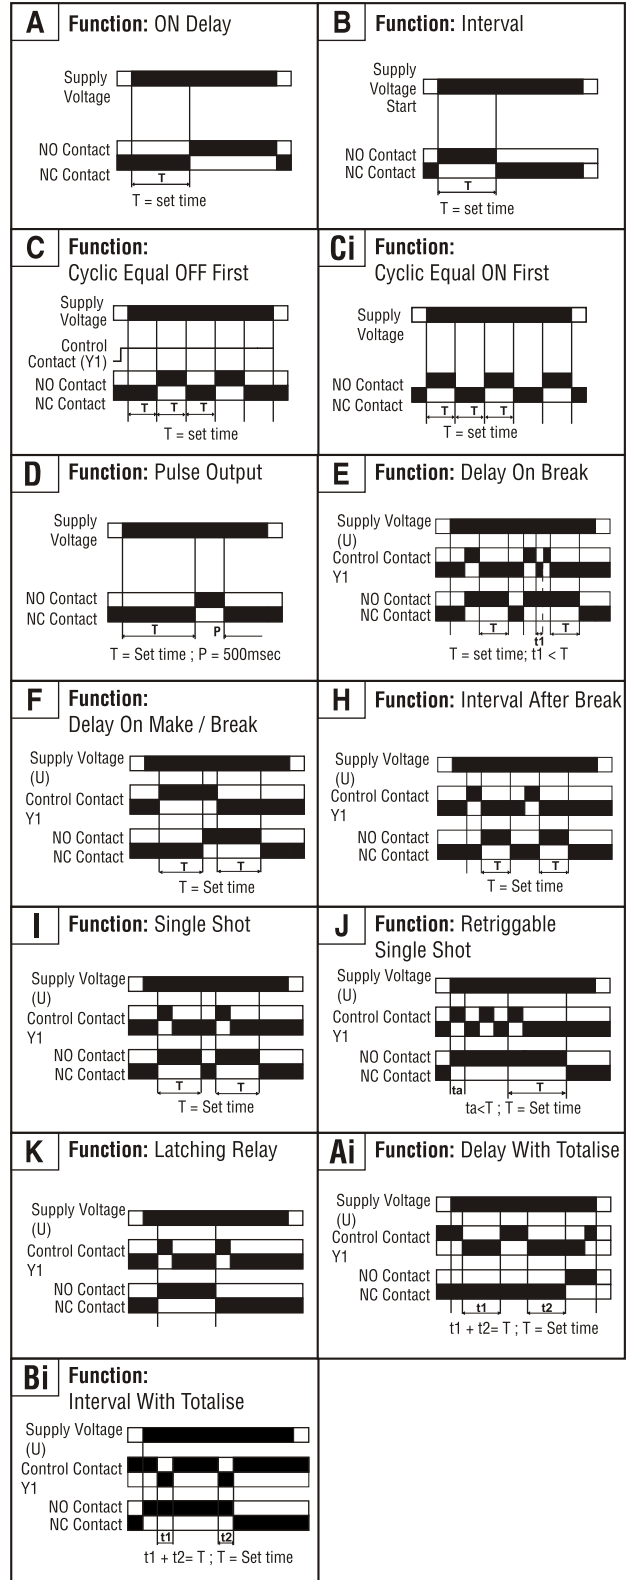 A Function: ON Delay
Supply
Voltage
NO Contact
NC Contact
T
T = set time
B Function: Interval
Supply
Voltage
Start
NO Contact
NC Contact
T
T = set time
C Function:
Cyclic Equal OFF First
Supply
Voltage
Control
Contact (Y1)
NO Contact
NC Contact
T T T
T = set time
Ci Function:
Cyclic Equal ON First
Supply
Voltage
NO Contact
NC Contact
T T T
T = set time
D Function: Pulse Output
Supply
Voltage
NO Contact
NC Contact
T P
T = Set time ; P = 500msec
E Function: Delay On Break
Supply Voltage
(U)
Control Contact
Y1
NO Contact
NC Contact
T t1 T
T = set time; t1 < T
F Function:
Delay On Make / Break
Supply Voltage
(U)
Control Contact
Y1
NO Contact
NC Contact
T T
T = Set time
H Function: Interval After Break
Supply Voltage
(U)
Control Contact
Y1
NO Contact
NC Contact
T T
T = Set time
I Function: Single Shot
Supply Voltage
(U)
Control Contact
Y1
NO Contact
NC Contact
T T
T = Set time
J Function: Retriggable
Single Shot
Supply Voltage
(U)
Control Contact
Y1
NO Contact
NC Contact
ta T
ta<T ; T = Set time
K Function: Latching Relay
Supply Voltage
(U)
Control Contact
Y1
NO Contact
NC Contact
Ai Function: Delay With Totalise
Supply Voltage
(U)
Control Contact
Y1
NO Contact
NC Contact
t1 t2
t1 + t2= T ; T = Set time
Bi Function:
Interval With Totalise
Supply Voltage
(U)
Control Contact
Y1
NO Contact
NC Contact
t1 t2
t1 + t2= T ; T = Set time